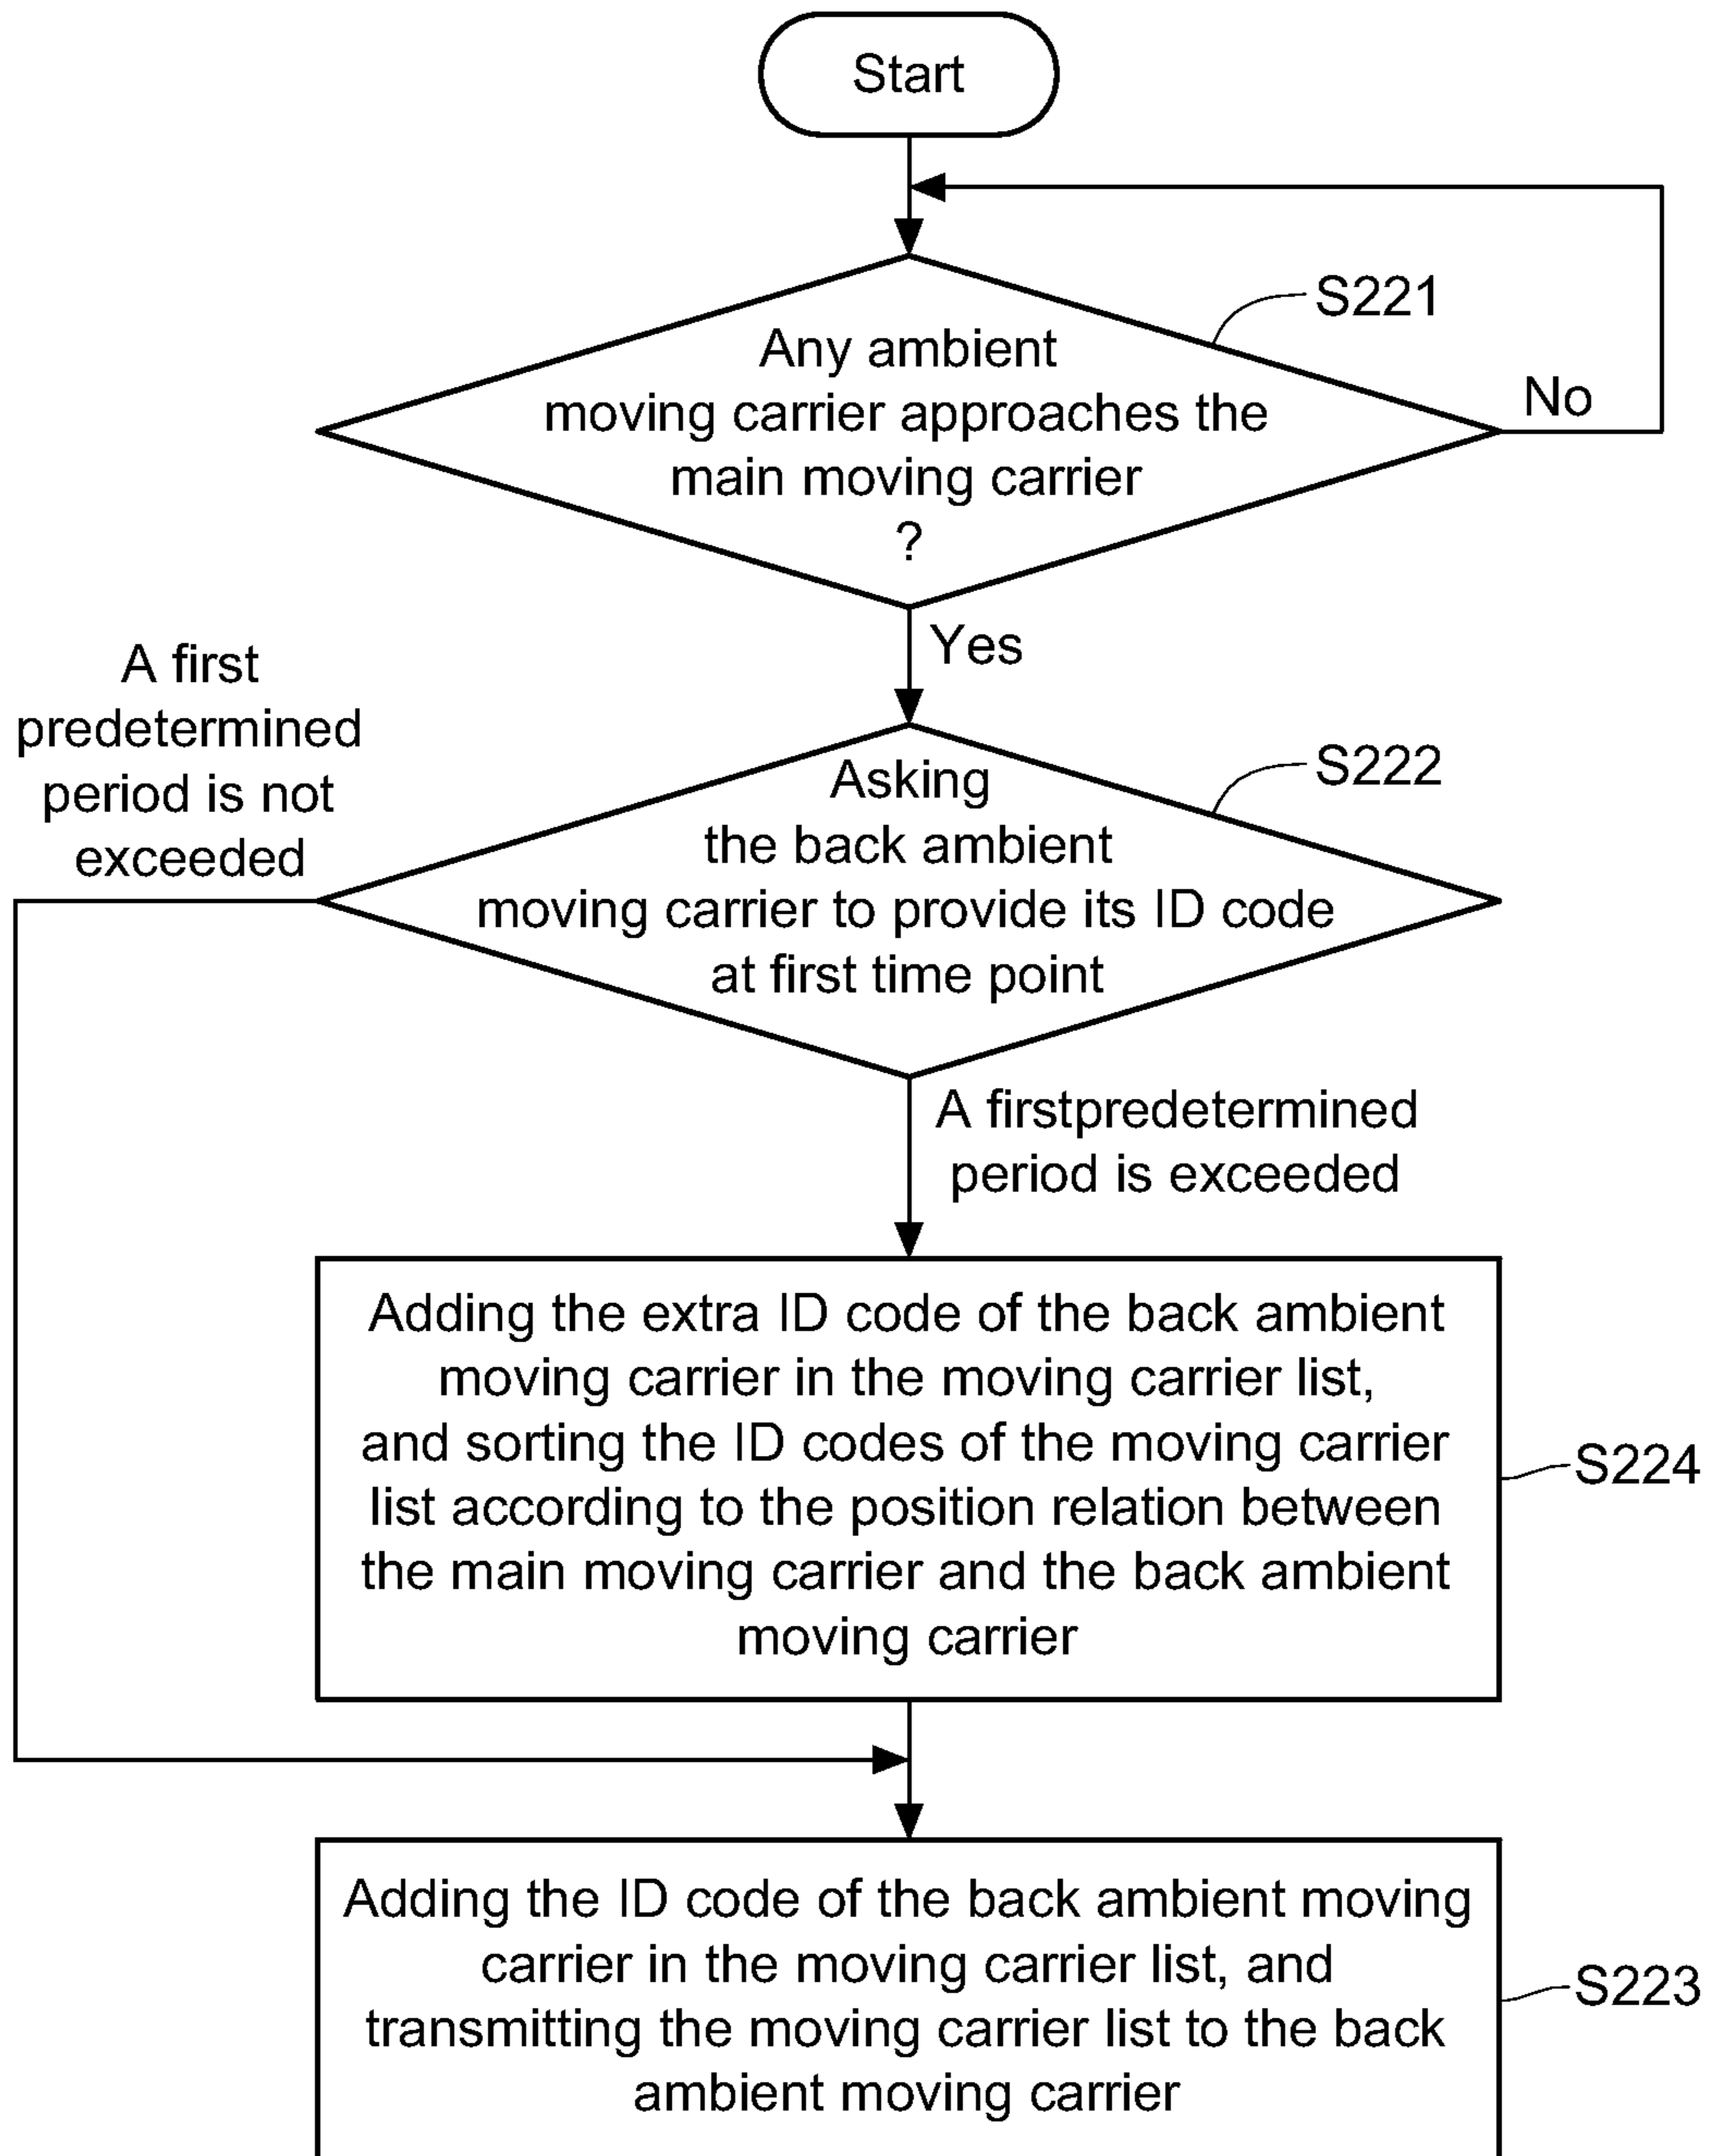 Start
S221
Any ambient
moving carrier approaches the
main moving carrier
?
No
Yes
A first
predetermined
period is not
exceeded
S222
Asking
the back ambient
moving carrier to provide its ID code
at first time point
A firstpredetermined
period is exceeded
Adding the extra ID code of the back ambient
moving carrier in the moving carrier list,
and sorting the ID codes of the moving carrier
list according to the position relation between
the main moving carrier and the back ambient
moving carrier
S224
Adding the ID code of the back ambient moving
carrier in the moving carrier list, and
transmitting the moving carrier list to the back
ambient moving carrier
S223